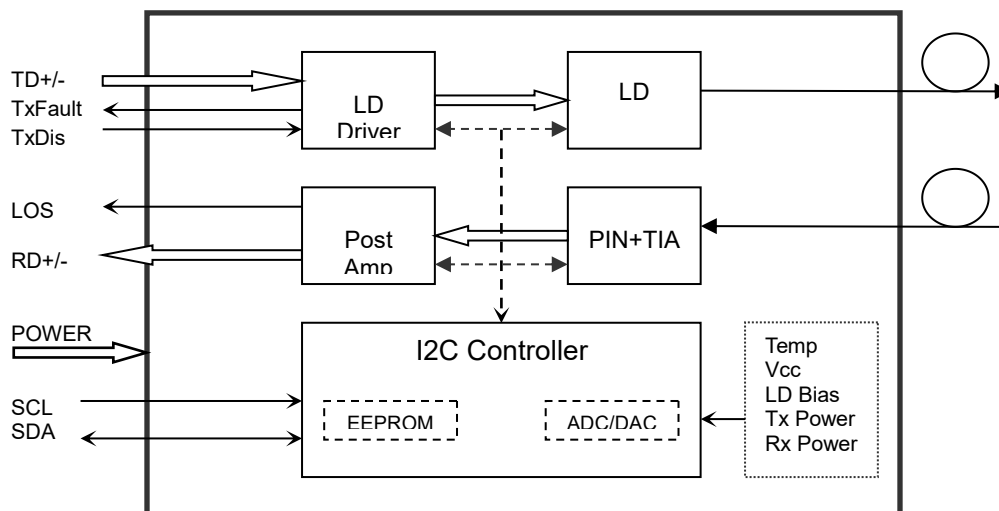 TD+/-
TxFault
TxDis
LD
Driver
LD
LOS
RD+/-
Post
Amp
PIN+TIA
POWER
SCL
SDA
I2C Controller
EEPROM
ADC/DAC
Temp
Vcc
LD Bias
Tx Power
Rx Power